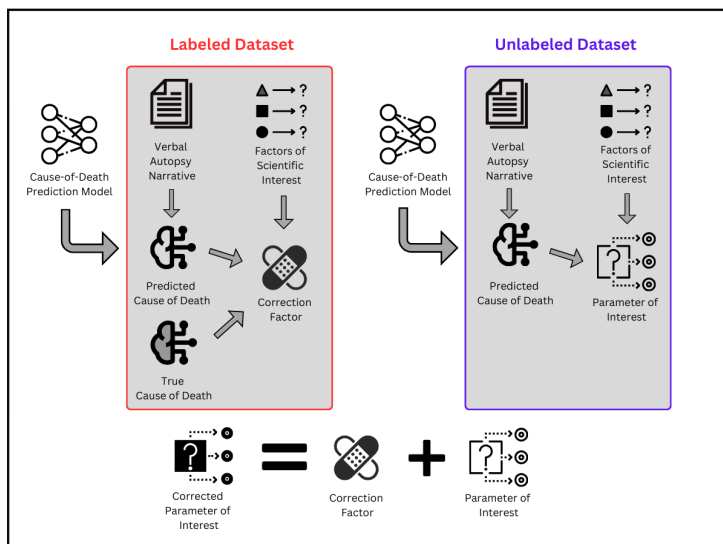 Labeled Dataset
Cause-of-Death
Prediction Model
Verbal
Autopsy
Narrative
?
?
?
Factors of
Scientific
Interest
Predicted
Cause of Death
Correction
Factor
True
Cause of Death
Unlabeled Dataset
Cause-of-Death
Prediction Model
Verbal
Autopsy
Narrative
?
?
?
Factors of
Scientific
Interest
Predicted
Cause of Death
?
Parameter of
Interest
?
Corrected
Parameter of
Interest
=
Correction
Factor
+
?
Parameter of
Interest